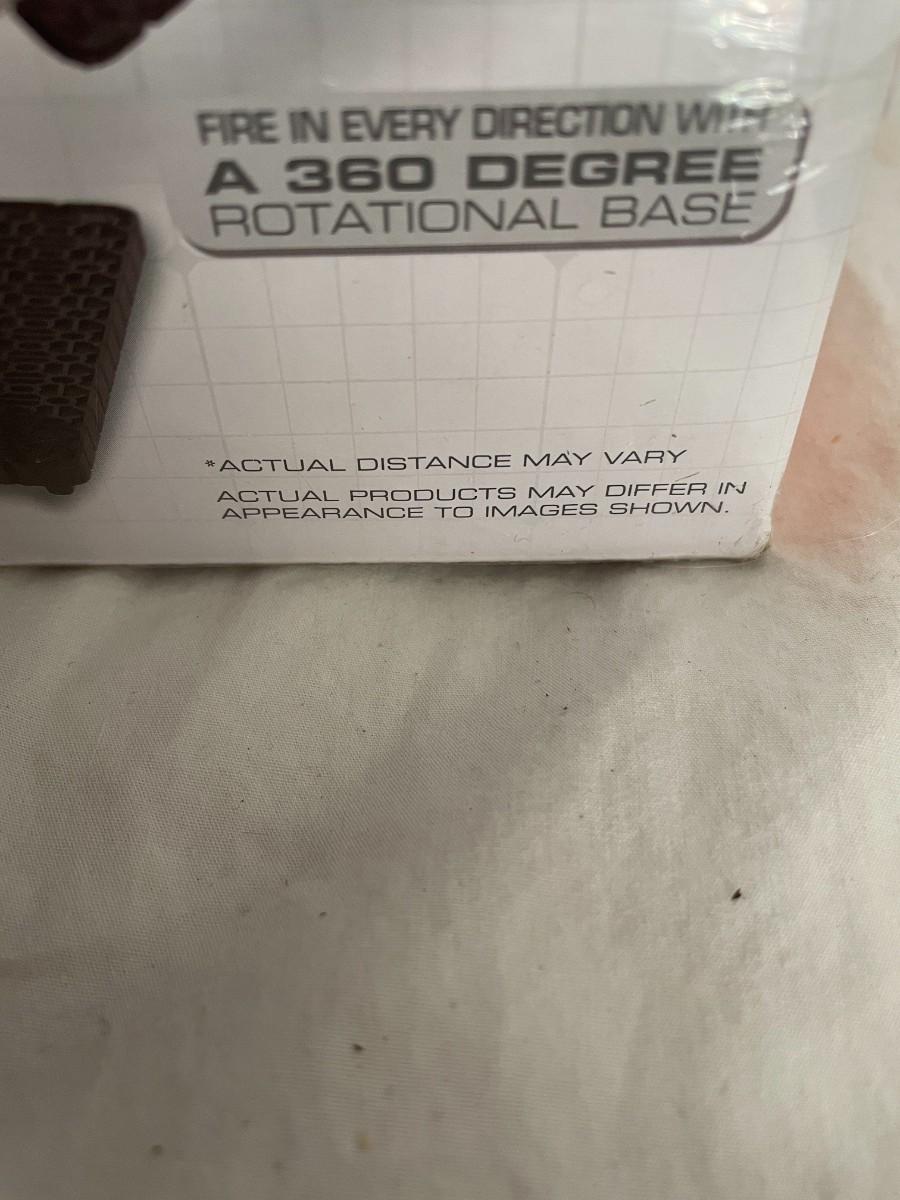 FIRE IN EVERY DIRECTION WITH
A 360 DEGREE
ROTATIONAL BASE
*ACTUAL DISTANCE MAY VARY
ACTUAL PRODUCTS MAY DIFFER IN
APPEARANCE TO IMAGES SHOWN.